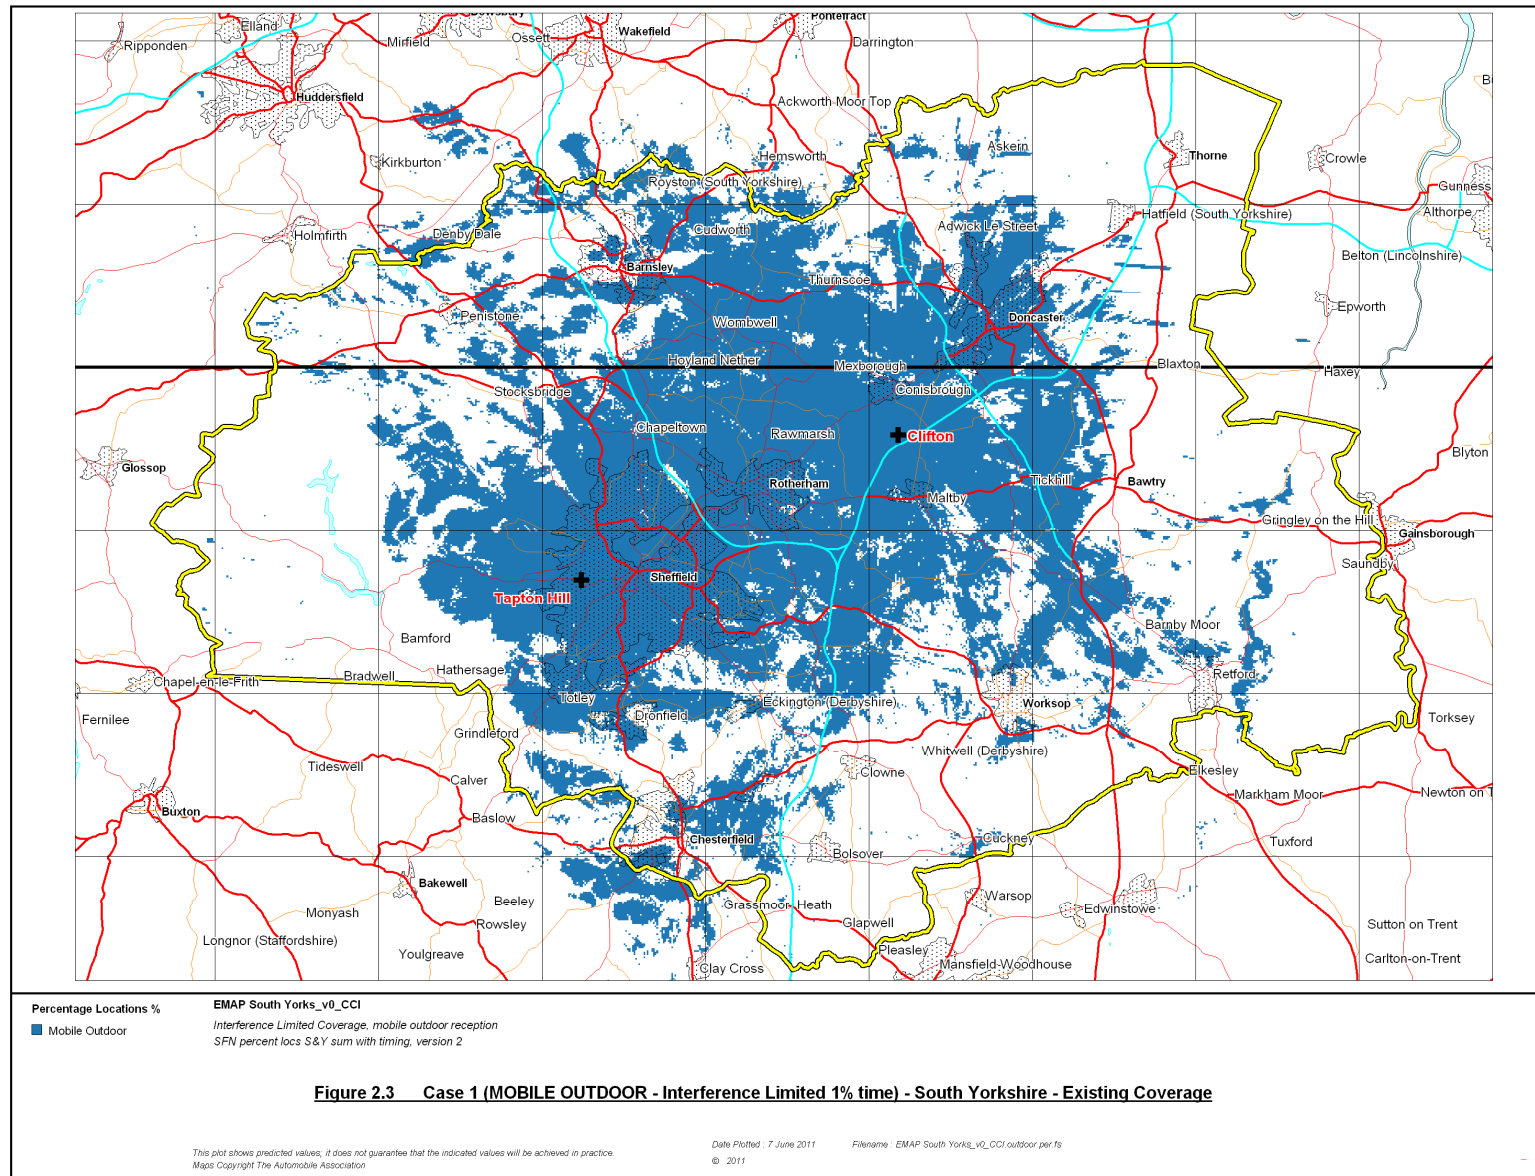 Dewsbury
Pontefract
Elland
Wakefield
Ossett
Mirfield
Darrington
Ripponden
Huddersfield
Ackworth Moor Top
Askern
Thorne
Crowle
Kirkburton
Hemsworth
Royston (South Yorkshire)
Gunness
Hatfield (South Yorkshire)
Althorpe
Holmfirth
Denby Dale
Cudworth
Adwick Le Street
Barnsley
Belton (Lincolnshire)
Thurnscoe
Epworth
Penistone
Wombwell
Doncaster
Hoyland Nether
Mexborough
Blaxton
Haxey
Stocksbridge
Conisbrough
Chapeltown
Rawmarsh
Clifton
Blyton
Glossop
Rotherham
Maltby
Tickhill
Bawtry
Gringley on the Hill
Gainsborough
Saundby
Sheffield
Tapton Hill
Bamford
Barnby Moor
Hathersage
Bradwell
Retford
Chapel-en-le-Frith
Totley
Eckington (Derbyshire)
Worksop
Fernilee
Dronfield
Torksey
Grindleford
Whitwell (Derbyshire)
Tideswell
Calver
Clowne
Elkesley
Markham Moor
Newton on T
Buxton
Baslow
Chesterfield
Cuckney
Tuxford
Bolsover
Bakewell
Beeley
Grassmoor
Heath
Warsop
Edwinstowe
Monyash
Rowsley
Glapwell
Sutton on Trent
Longnor (Staffordshire)
Youlgreave
Pleasley
Carlton-on-Trent
Clay Cross
Mansfield Woodhouse
Percentage Locations %
Mobile Outdoor
EMAP South Yorks_v0_CCI
Interference Limited Coverage, mobile outdoor reception
SFN percent locs S&Y sum with timing, version 2
Figure 2.3 Case 1 (MOBILE OUTDOOR - Interference Limited 1% time) - South Yorkshire - Existing Coverage
This plot shows predicted values; it does not guarantee that the indicated values will be achieved in practice.
Maps Copyright The Automobile Association
Date Plotted : 7 June 2011 Filename : EMAP South Yorks_v0_CCI.outdoor.per.fs
© 2011